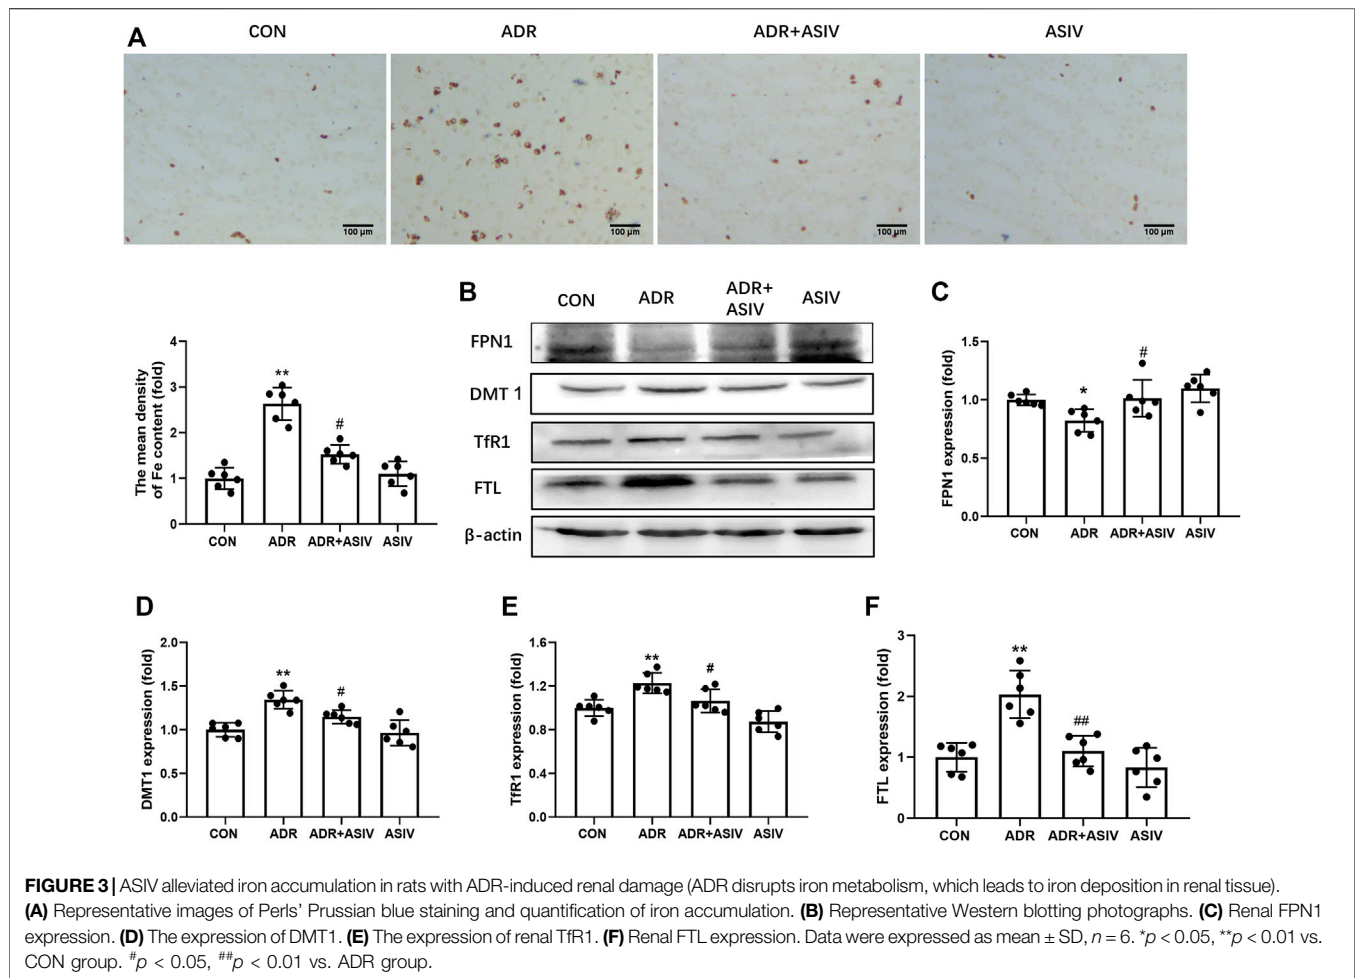 A
CON
ADR
ADR+ASIV
ASIV
100 μm
100 μm
100 μm
100 μm
The mean density
of Fe content (fold)
4
3
2
1
0
**
#
CON
ADR
ADR+ASIV
ASIV
B
CON
ADR
ADR+
ASIV
ASIV
FPN1
DMT 1
TfR1
FTL
β-actin
C
FPN1 expression (fold)
1.5
1.0
0.5
0.0
*
#
CON
ADR
ADR+ASIV
ASIV
D
DMT1 expression (fold)
2.0
1.5
1.0
0.5
0.0
**
#
CON
ADR
ADR+ASIV
ASIV
E
TfR1 expression (fold)
1.6
1.2
0.8
0.4
0.0
**
#
CON
ADR
ADR+ASIV
ASIV
F
FTL expression (fold)
3
2
1
0
**
##
CON
ADR
ADR+ASIV
ASIV
FIGURE 3 | ASIV alleviated iron accumulation in rats with ADR-induced renal damage (ADR disrupts iron metabolism, which leads to iron deposition in renal tissue).
(A) Representative images of Perls' Prussian blue staining and quantification of iron accumulation. (B) Representative Western blotting photographs. (C) Renal FPN1
expression. (D) The expression of DMT1. (E) The expression of renal TfR1. (F) Renal FTL expression. Data were expressed as mean ± SD, n = 6. *p < 0.05, **p < 0.01 vs.
CON group. #p < 0.05, ##p < 0.01 vs. ADR group.